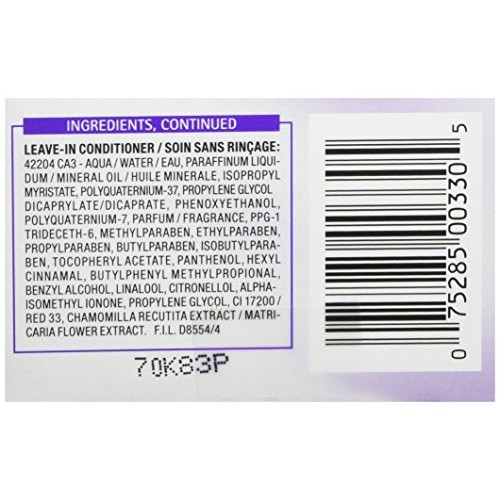 INGREDIENTS, CONTINUED
LEAVE-IN CONDITIONER / SOIN SANS RINÇAGE:
42204 CA3 - AQUA / WATER / EAU, PARAFFINUM LIQUI-
DUM / MINERAL OIL / HUILE MINERALE, ISOPROPYL
MYRISTATE, POLYQUATERNIUM-37, PROPYLENE GLYCOL
DICAPRYLATE/DICAPRATE, PHENOXYETHANOL,
POLYQUATERNIUM-7, PARFUM / FRAGRANCE, PPG-1
TRIDECETH-6, METHYLPARABEN, ETHYLPARABEN,
PROPYLPARABEN, BUTYLPARABEN, ISOBUTYLPARA-
BEN, TOCOPHERYL ACETATE, PANTHENOL, HEXYL
CINNAMAL, BUTYLPHENYL METHYLPROPIONAL,
BENZYL ALCOHOL, LINALOOL, CITRONELLOL, ALPHA-
ISOMETHYL IONONE, PROPYLENE GLYCOL, CI 17200 /
RED 33, CHAMOMILLA RECUTITA EXTRACT / MATRI-
CARIA FLOWER EXTRACT. F.I.L. D8554/4
70K83P
0 75285 00330 5